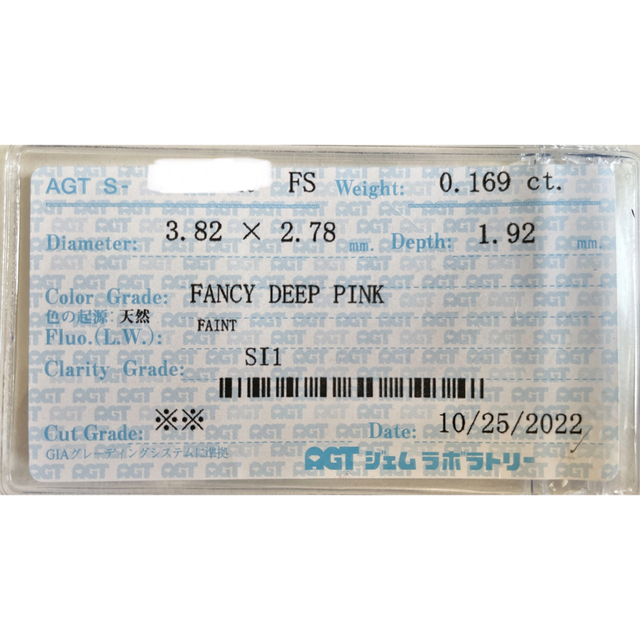 AGT S- FS Weight: 0.169 ct.
Diameter: 3.82 × 2.78 mm. Depth: 1.92 mm.
Color Grade: FANCY DEEP PINK
色の起源: 天然
Fluo.(L.W.): FAINT
Clarity Grade: SI1
Cut Grade: ※※ Date: 10/25/2022
GIAグレーディングシステムに準拠
AGT ジェムラボラトリー